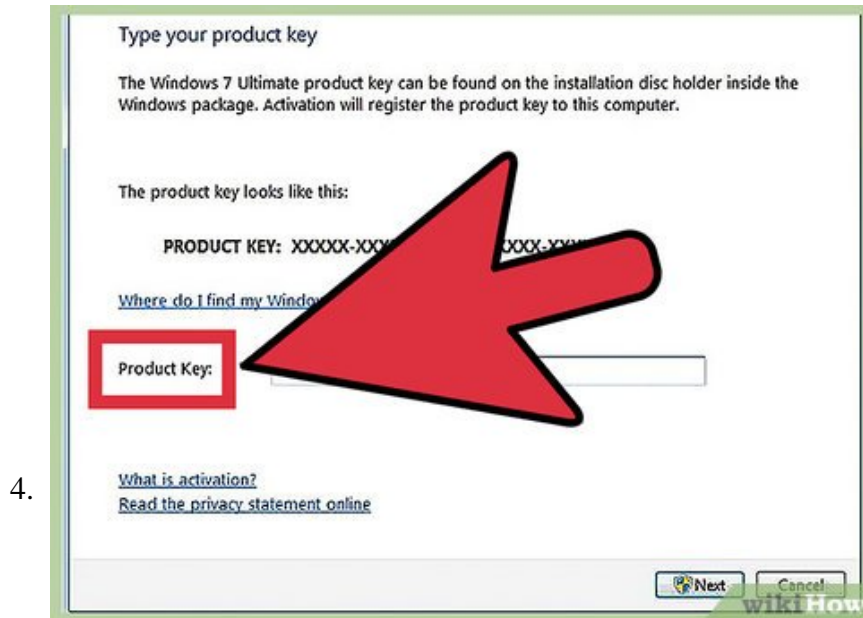 Type your product key
The Windows 7 Ultimate product key can be found on the installation disc holder inside the
Windows package. Activation will register the product key to this computer.
The product key looks like this:
PRODUCT KEY: XXXXX-XXX XXX-XX
Where do I find my Windo
Product Key:
4.
What is activation?
Read the privacy statement online
Next Cancel
wikiHow